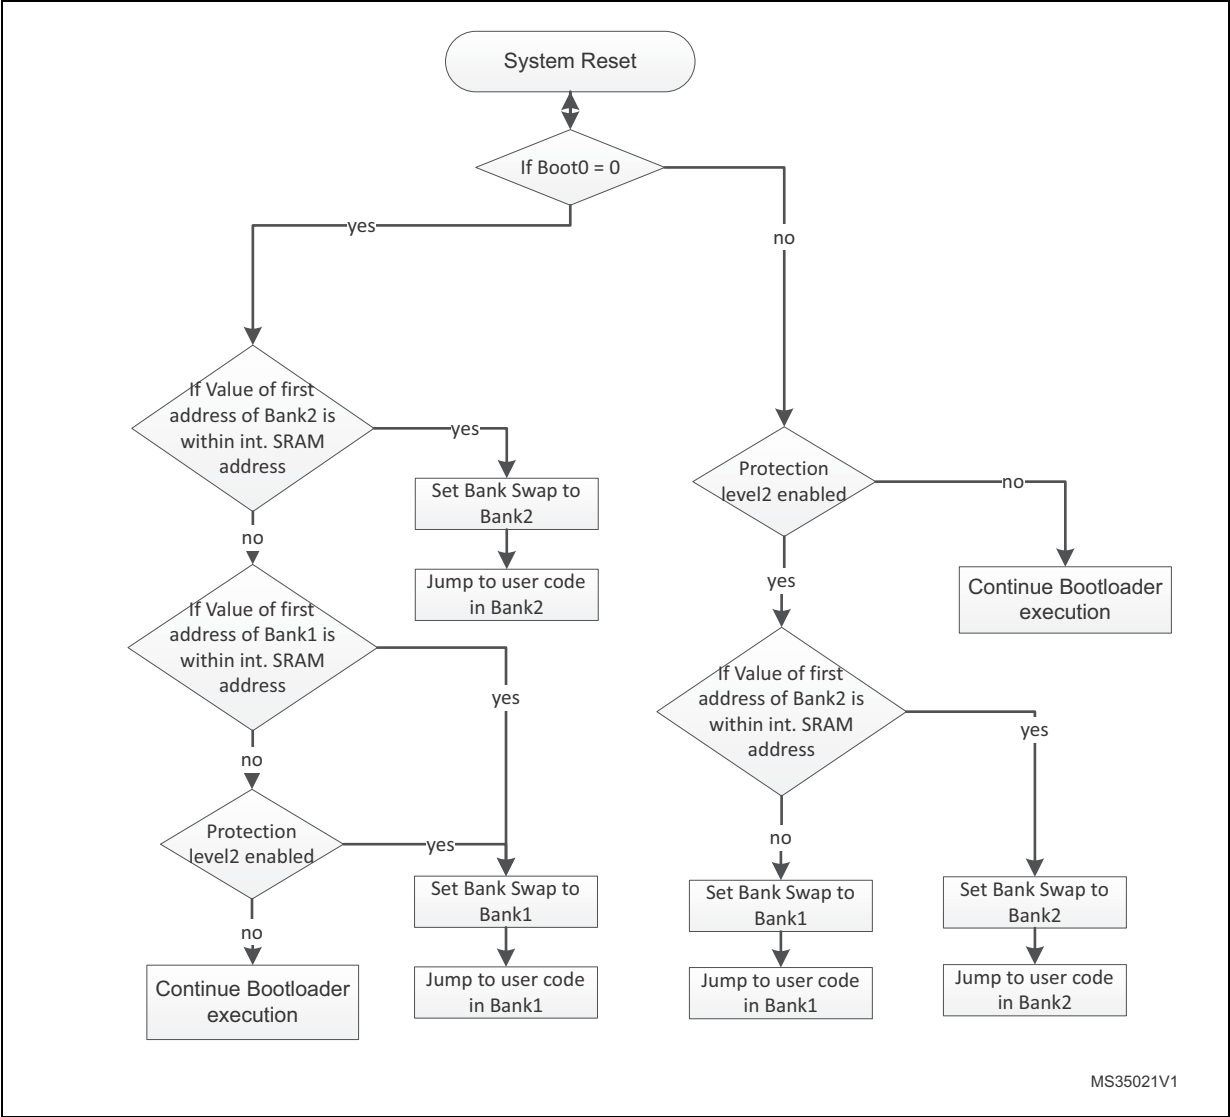 System Reset
If Boot0 = 0
yes
no
If Value of first
address of Bank2 is
within int. SRAM
address
yes
Set Bank Swap to
Bank2
Jump to user code
in Bank2
no
If Value of first
address of Bank1 is
within int. SRAM
address
yes
no
Protection
level2 enabled
yes
Set Bank Swap to
Bank1
Jump to user code
in Bank1
no
Continue Bootloader
execution
Protection
level2 enabled
no
Continue Bootloader
execution
yes
If Value of first
address of Bank2 is
within int. SRAM
address
yes
no
Set Bank Swap to
Bank1
Jump to user code
in Bank1
Set Bank Swap to
Bank2
Jump to user code
in Bank2
MS35021V1